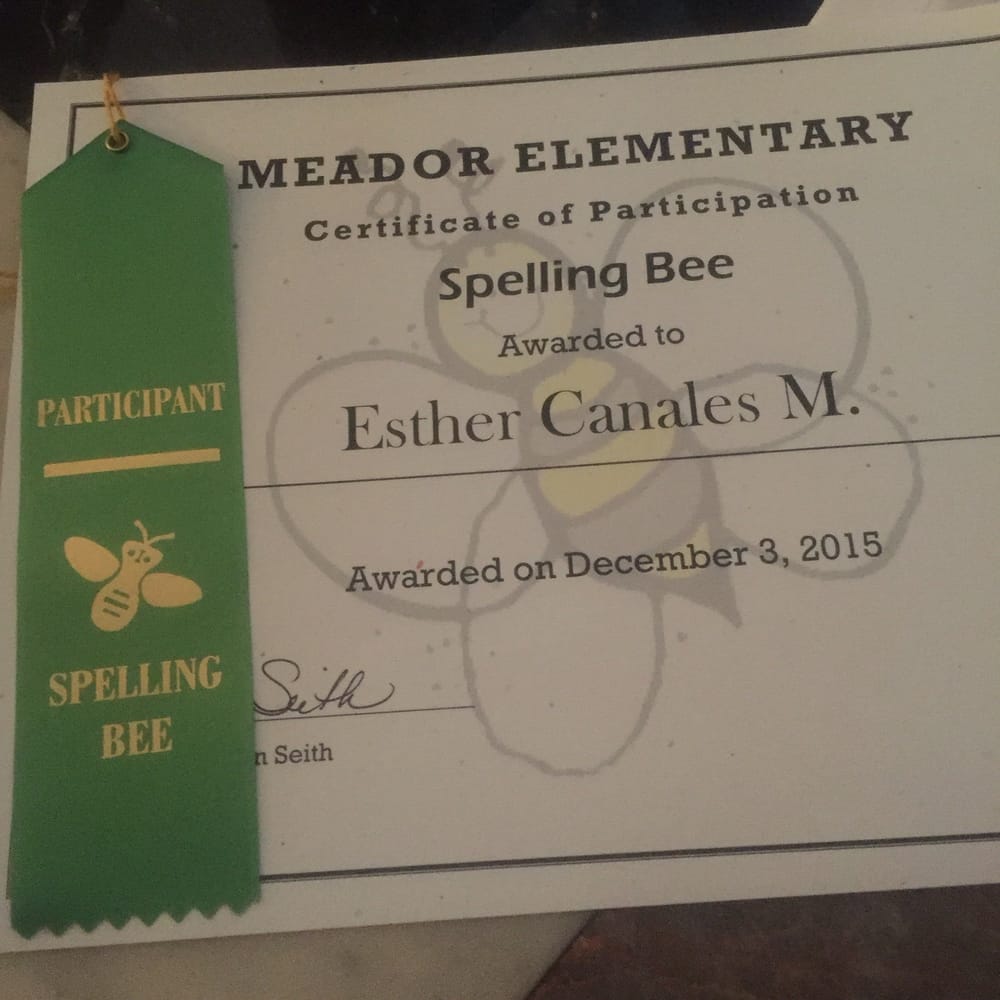 MEADOR ELEMENTARY
Certificate of Participation
Spelling Bee
Awarded to
Esther Canales M.
Awarded on December 3, 2015
Seith
n Seith
PARTICIPANT
SPELLING
BEE